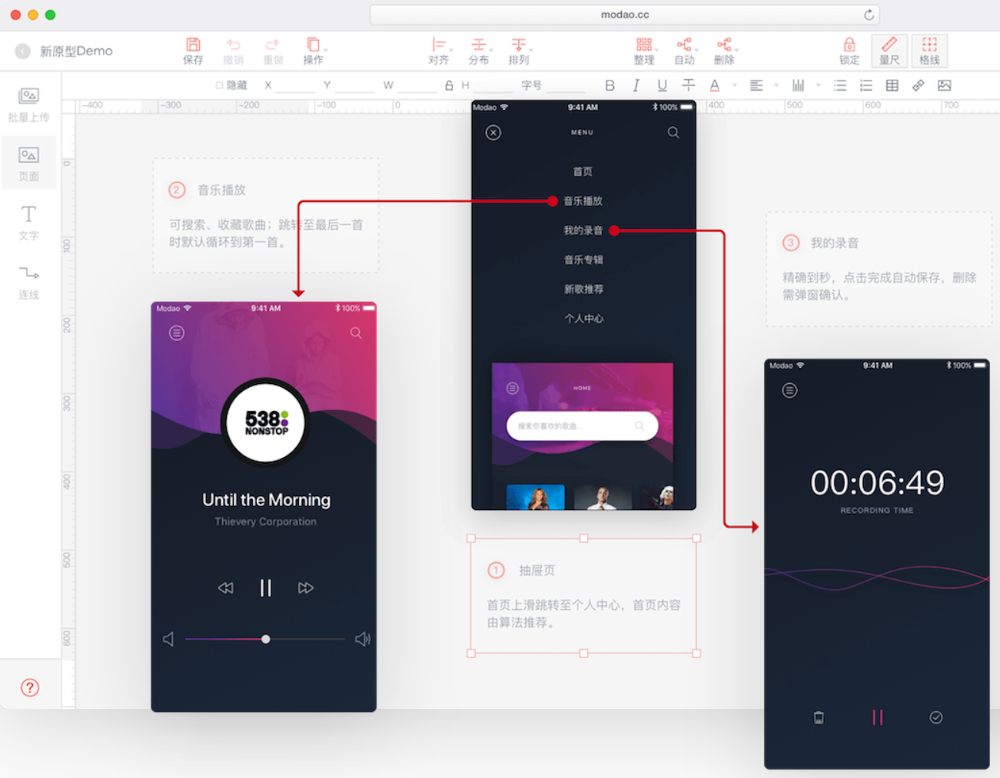 modao.cc
新原型Demo
保存
撤销
重做
操作
对齐
分布
排列
整理
自动
删除
锁定
量尺
格线
隐藏 X Y W H 字号 B I U T A
-400 -300 -200 -100 0 400 500 600 700
批量上传
页面
T
文字
连线
?
0
100
200
300
400
500
600
2 音乐播放
可搜索、收藏歌曲；跳转至最后一首
时默认循环到第一首。
Modao 9:41 AM 100%
538
NONSTOP
Until the Morning
Thievery Corporation
Modao 9:41 AM 100%
MENU
首页
音乐播放
我的录音
音乐专辑
新歌推荐
个人中心
HOME
搜索你喜欢的歌曲...
1 抽屉页
首页上滑跳转至个人中心，首页内容
由算法推荐。
3 我的录音
精确到秒，点击完成自动保存，删除
需弹窗确认。
Modao 9:41 AM 100%
00:06:49
RECORDING TIME